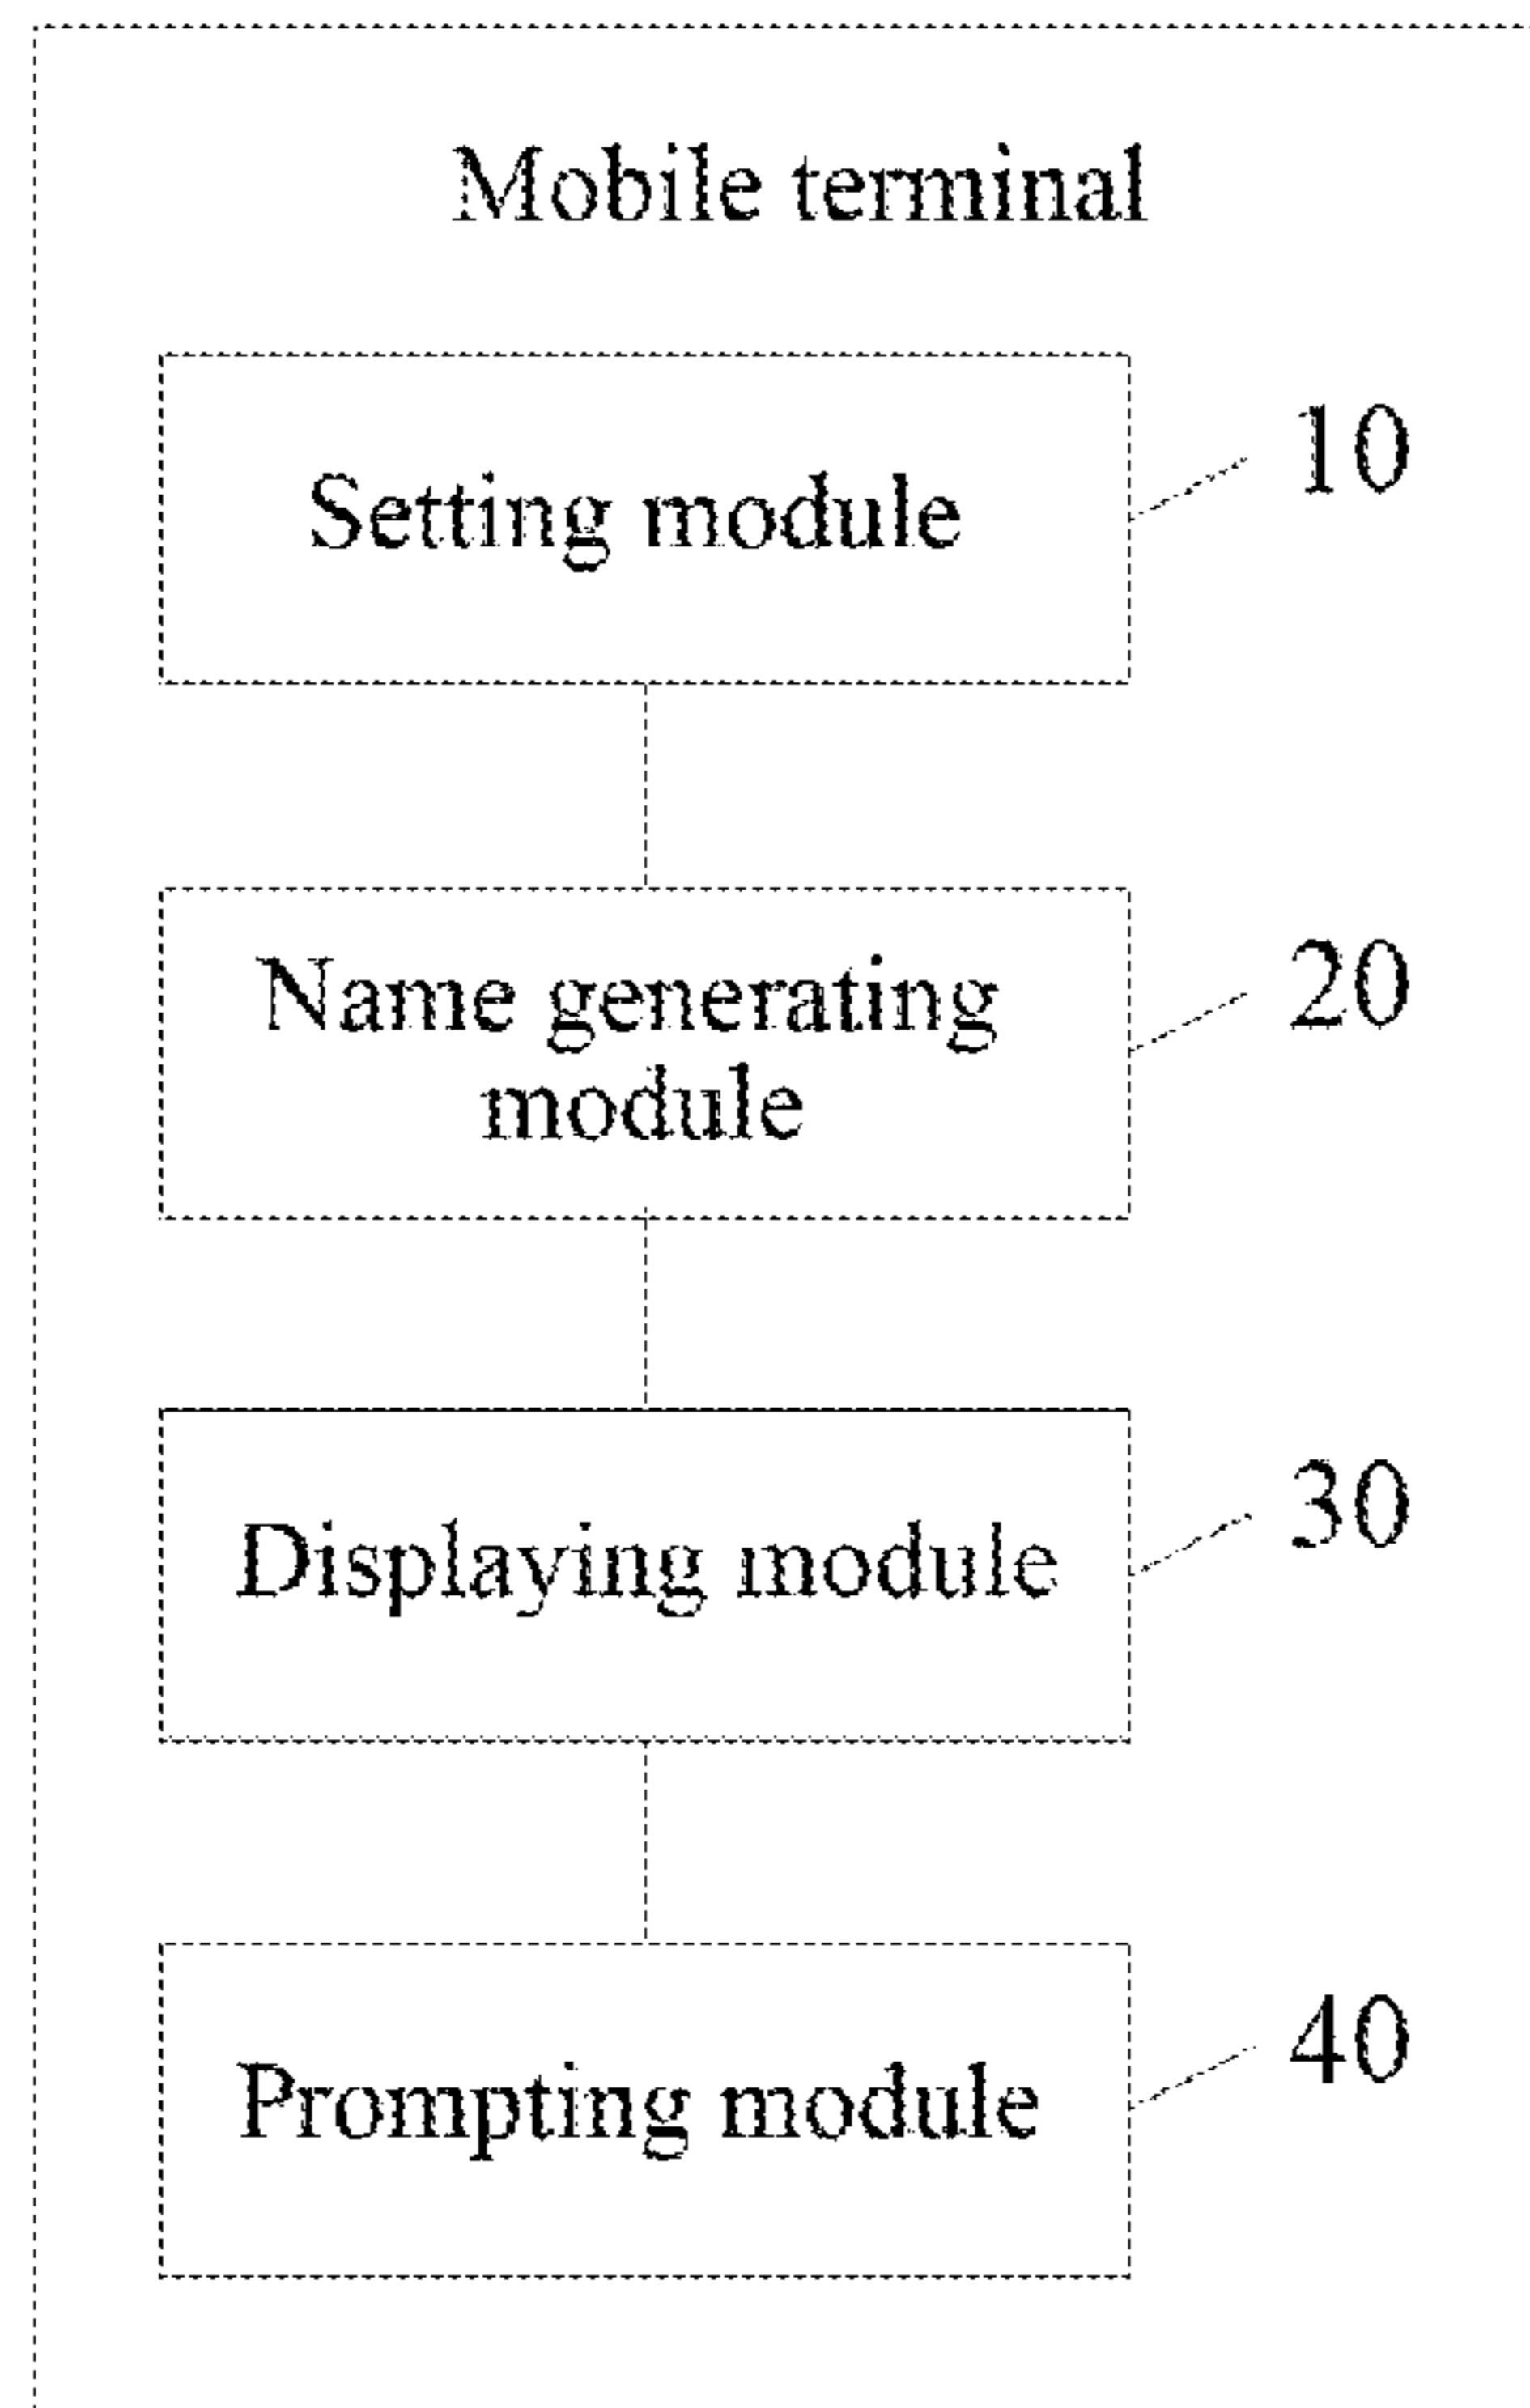 Mobile terminal
Setting module
10
Name generating
module
20
Displaying module
30
Prompting module
40